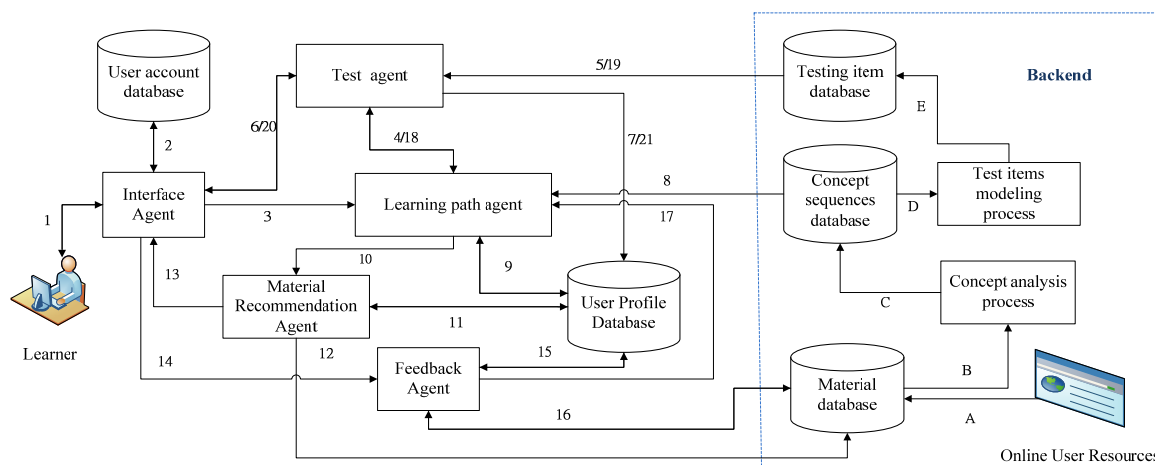 User account
database
Test agent
5/19
Testing item
database
Backend
E
6/20
4/18
7/21
2
Interface
Agent
3
Learning path agent
8
17
Concept
sequences
database
D
Test items
modeling
process
1
13
10
9
C
Concept analysis
process
Material
Recommendation
Agent
11
User Profile
Database
Learner
14
12
15
Feedback
Agent
16
Material
database
B
A
Online User Resources